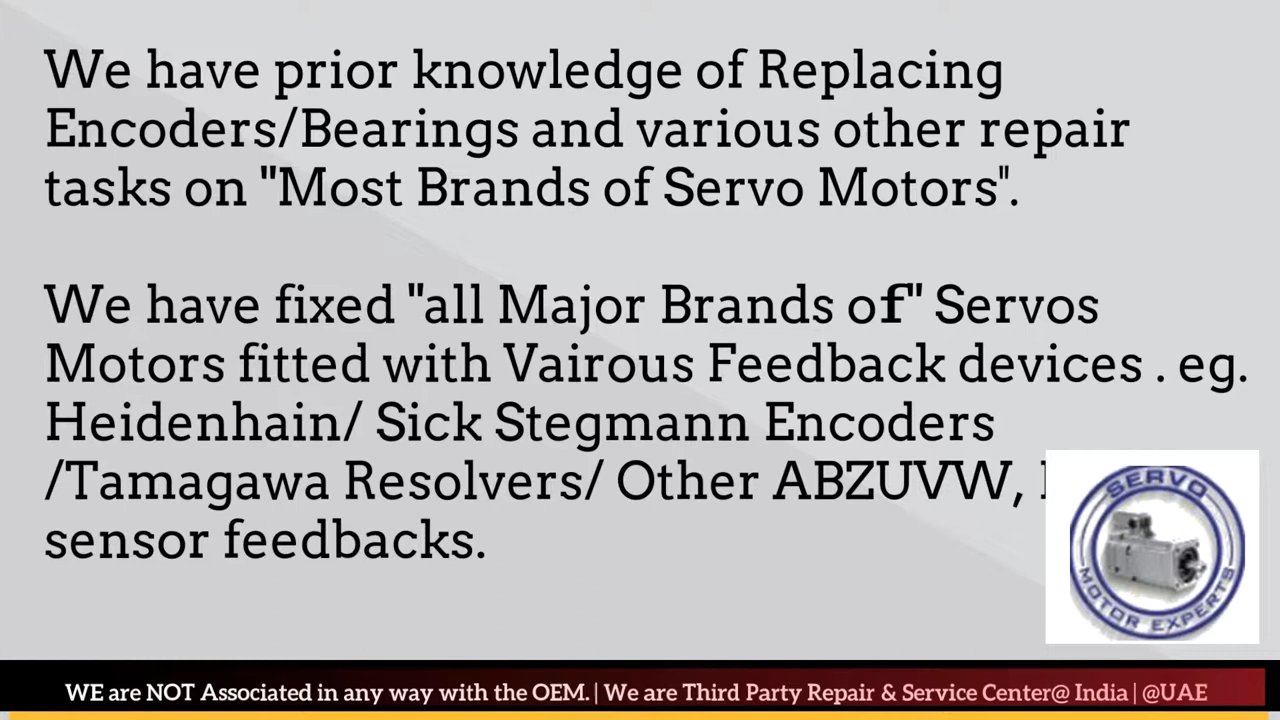 We have prior knowledge of Replacing
Encoders/Bearings and various other repair
tasks on "Most Brands of Servo Motors".
We have fixed "all Major Brands of" Servos
Motors fitted with Vairous Feedback devices . eg.
Heidenhain/ Sick Stegmann Encoders
/Tamagawa Resolvers/ Other ABZUVW,
sensor feedbacks.
SERVO
MOTOR EXPERTS
WE are NOT Associated in any way with the OEM. | We are Third Party Repair & Service Center@ India | @UAE